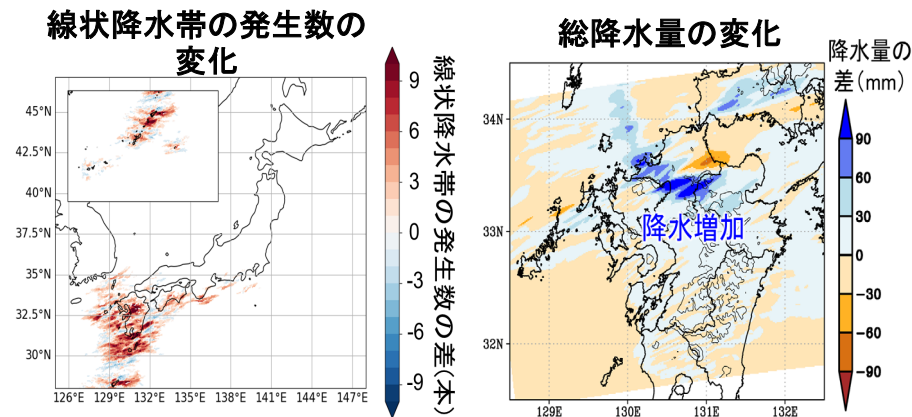 線状降水帯の発生数の
変化
45°N
42.5°N
40°N
37.5°N
35°N
32.5°N
30°N
126°E
129°E
132°E
135°E
138°E
141°E
144°E
147°E
9
6
3
0
-3
-6
-9
線状降水帯の発生数の差(本)
総降水量の変化
降水量の
差(mm)
34°N
33°N
32°N
降水増加
129E
130E
131E
132E
90
60
30
0
−30
−60
−90